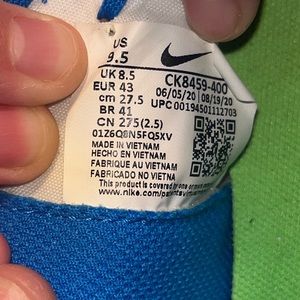 US
9.5
UK 8.5
EUR 43
cm 27.5
BR 41
CN 275(2.5)
CK8459-400
06/05/20 08/19/20
UPC 00194501112703
01Z6Q8N5FQ5XV
MADE IN VIETNAM
HECHO EN VIETNAM
FABRIQUE AU VIETNAM
FABRICADO NO VIETNAM
This product is covered
www.nike.com/patents